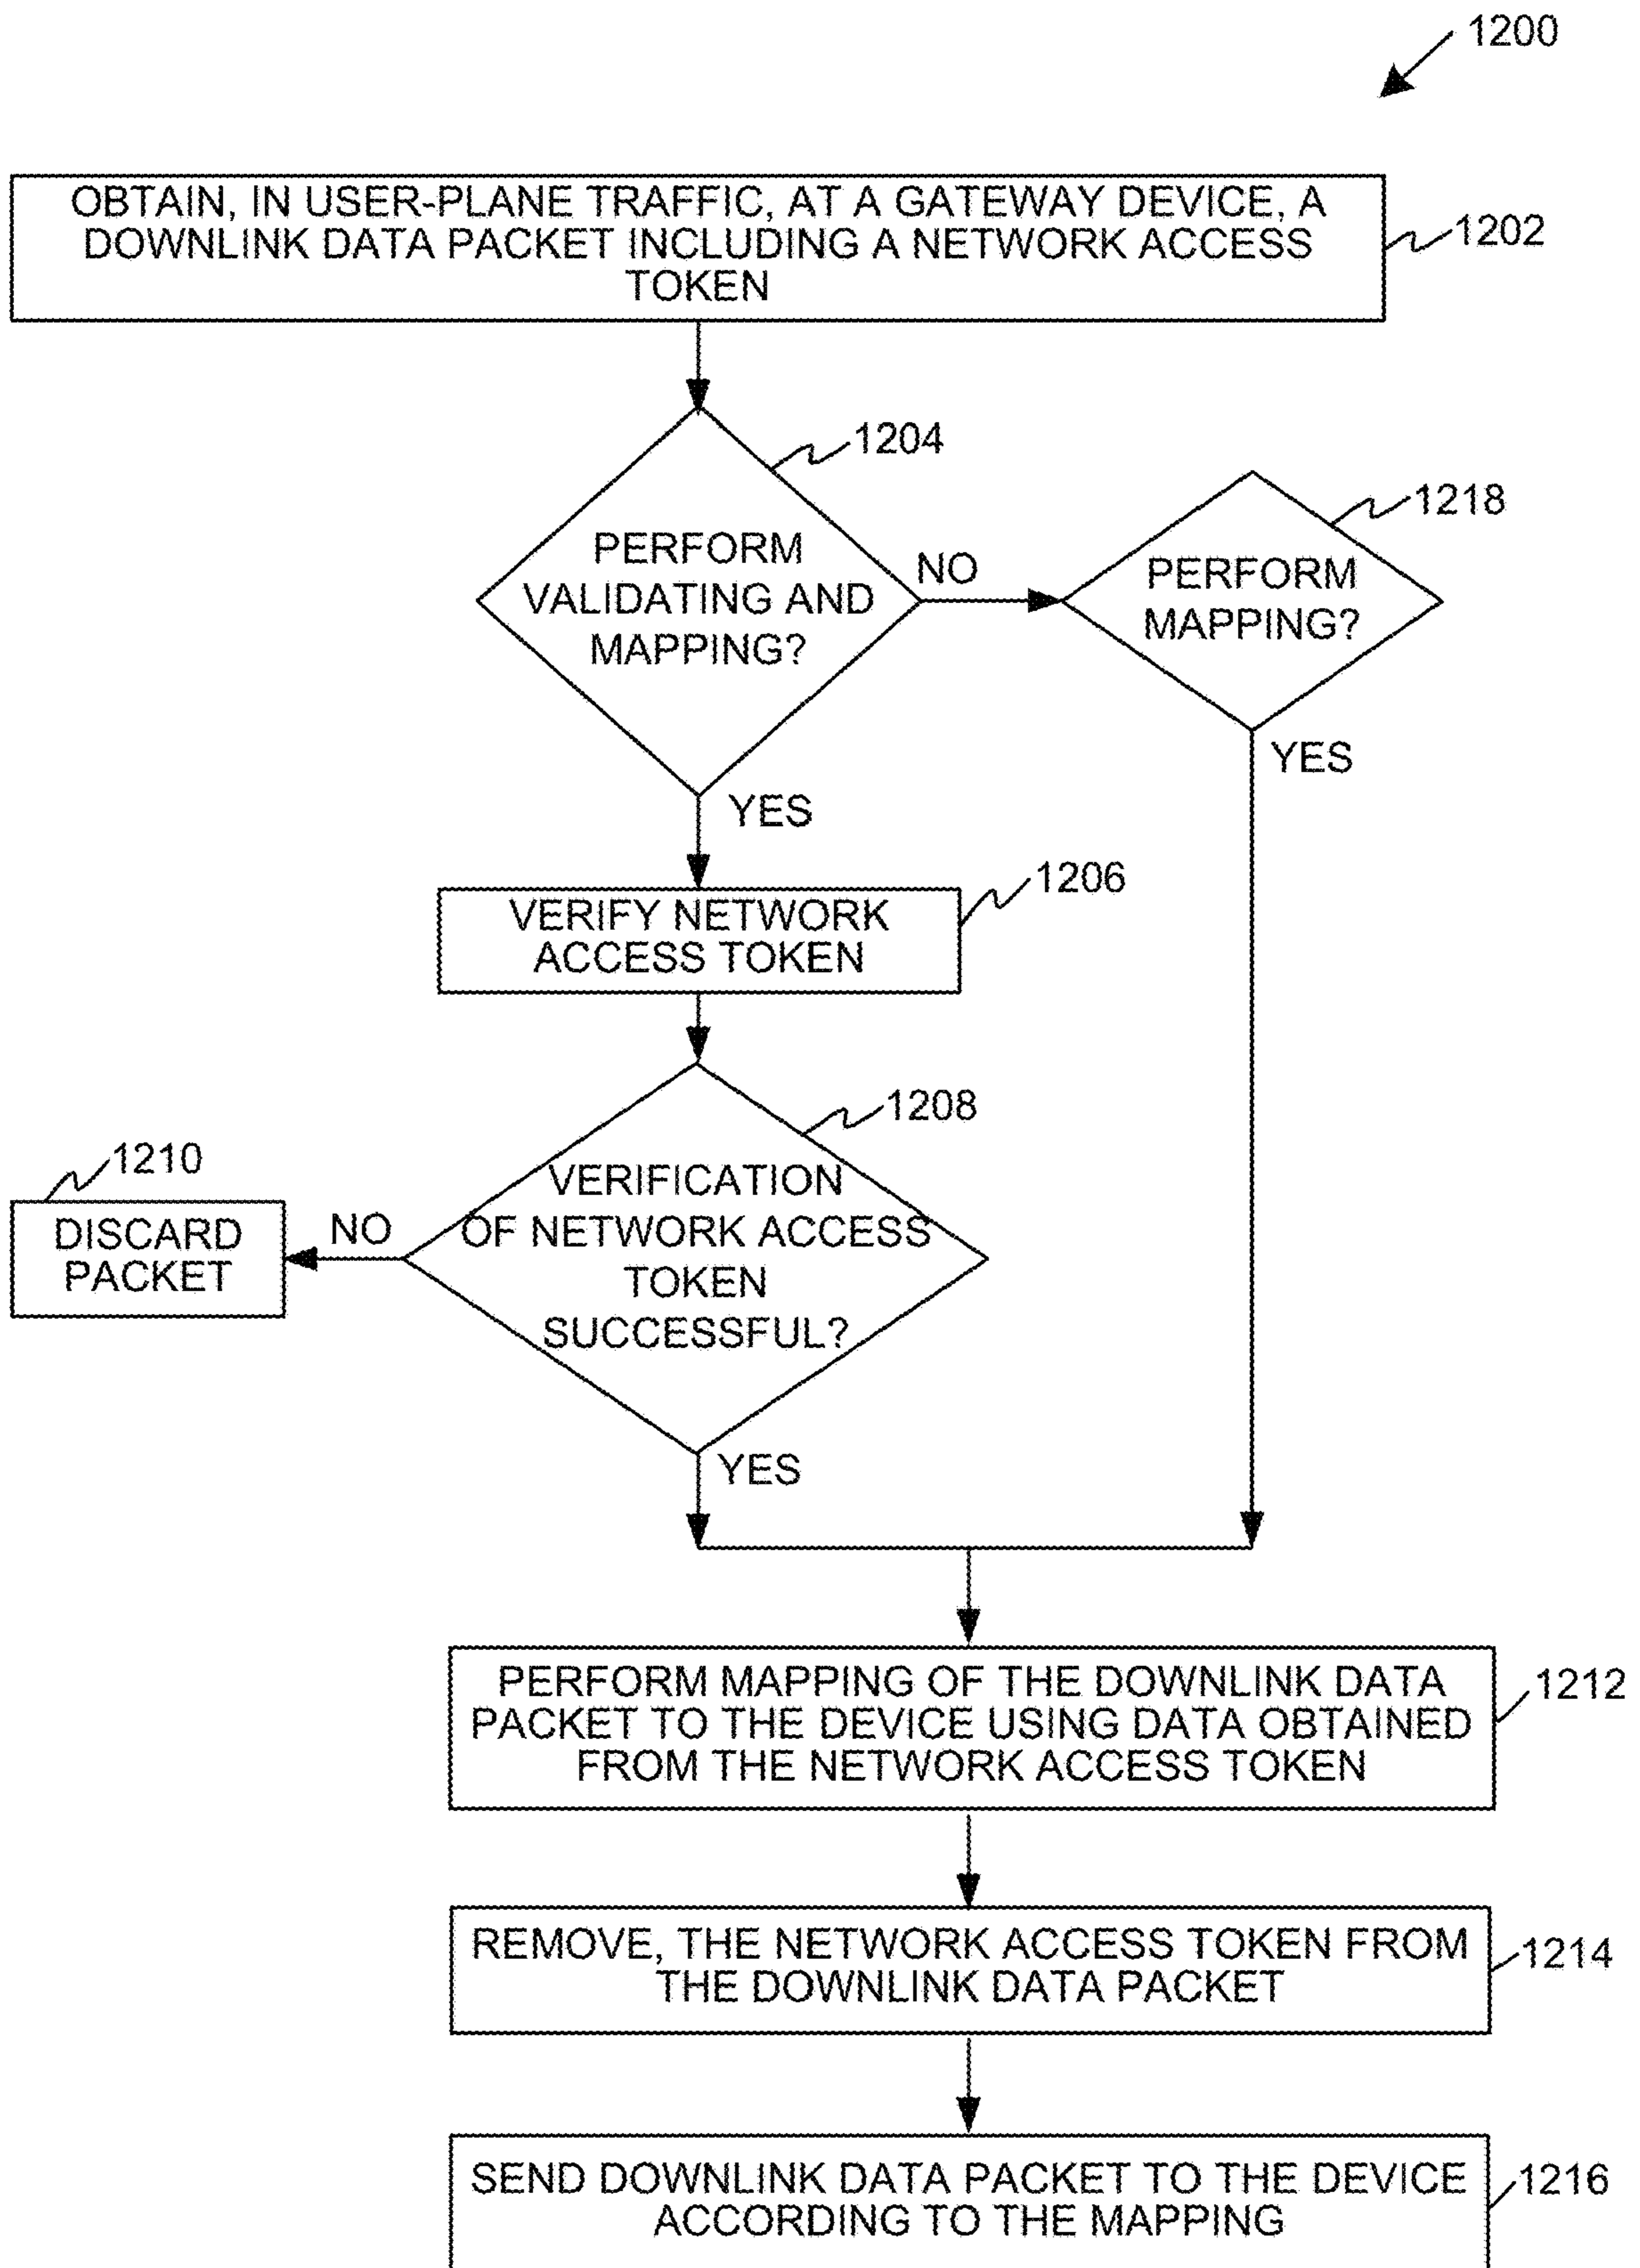 1200
OBTAIN, IN USER-PLANE TRAFFIC, AT A GATEWAY DEVICE, A
DOWNLINK DATA PACKET INCLUDING A NETWORK ACCESS
TOKEN
1202
1204
PERFORM
VALIDATING AND
MAPPING?
NO
1218
PERFORM
MAPPING?
YES
YES
1206
VERIFY NETWORK
ACCESS TOKEN
1208
VERIFICATION
OF NETWORK ACCESS
TOKEN
SUCCESSFUL?
NO
1210
DISCARD
PACKET
YES
PERFORM MAPPING OF THE DOWNLINK DATA
PACKET TO THE DEVICE USING DATA OBTAINED
FROM THE NETWORK ACCESS TOKEN
1212
REMOVE, THE NETWORK ACCESS TOKEN FROM
THE DOWNLINK DATA PACKET
1214
SEND DOWNLINK DATA PACKET TO THE DEVICE
ACCORDING TO THE MAPPING
1216